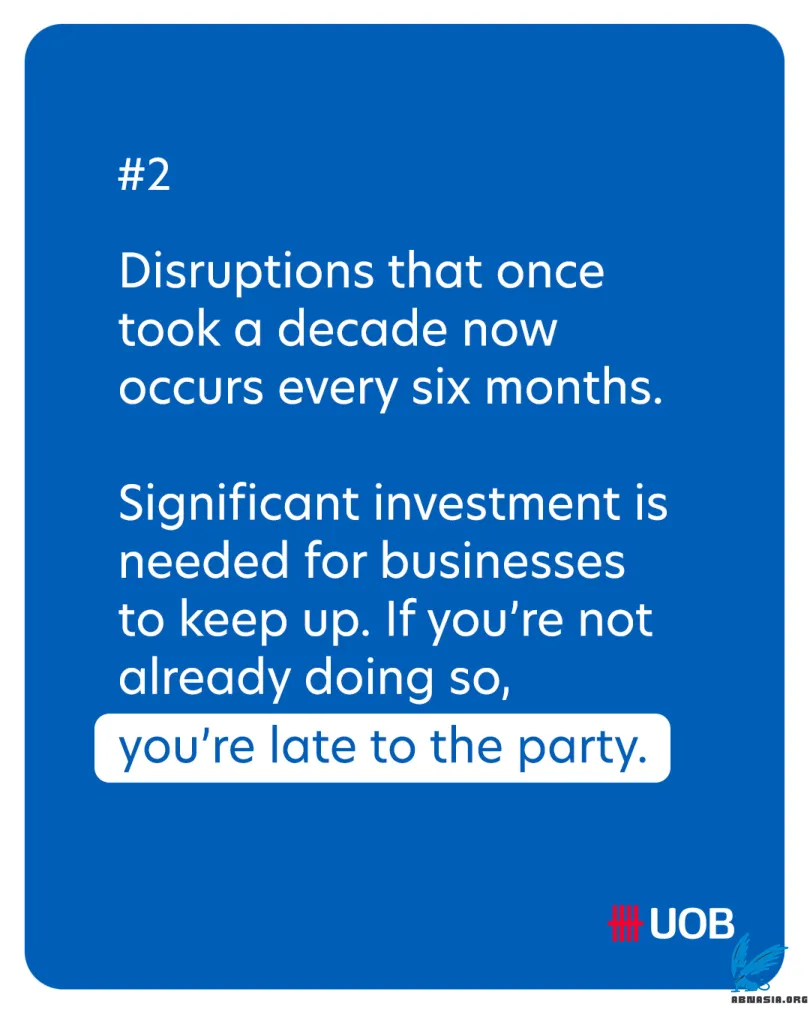 #2
Disruptions that once
took a decade now
occurs every six months.
Significant investment is
needed for businesses
to keep up. If you’re not
already doing so,
you’re late to the party.
UOB
ABNASIA.ORG